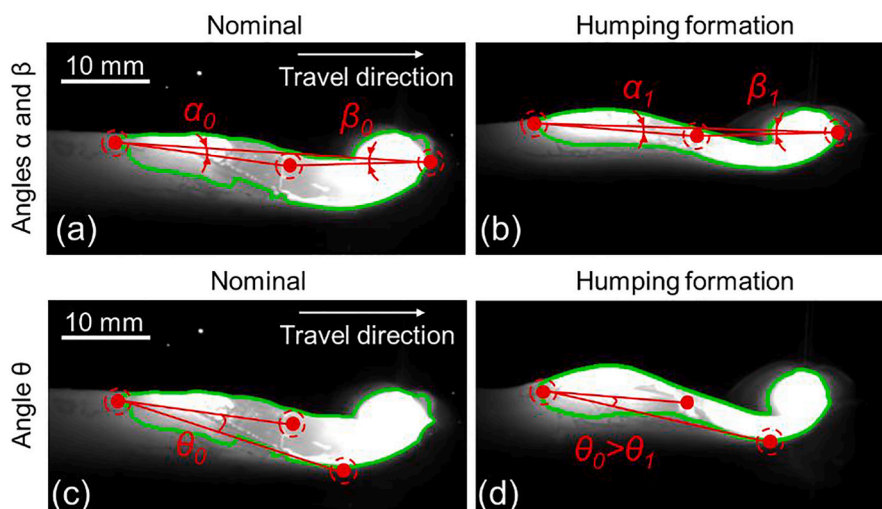 Nominal
Humping formation
Angles α and β
10 mm
Travel direction
α0
β0
(a)
α1
β1
(b)
Nominal
Humping formation
Angle θ
10 mm
Travel direction
θ0
(c)
θ0>θ1
(d)